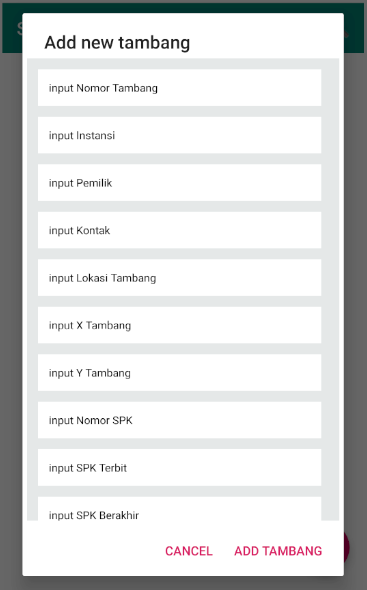 S
Add new tambang
input Nomor Tambang
input Instansi
input Pemilik
input Kontak
input Lokasi Tambang
input X Tambang
input Y Tambang
input Nomor SPK
input SPK Terbit
input SPK Berakhir
CANCEL ADD TAMBANG